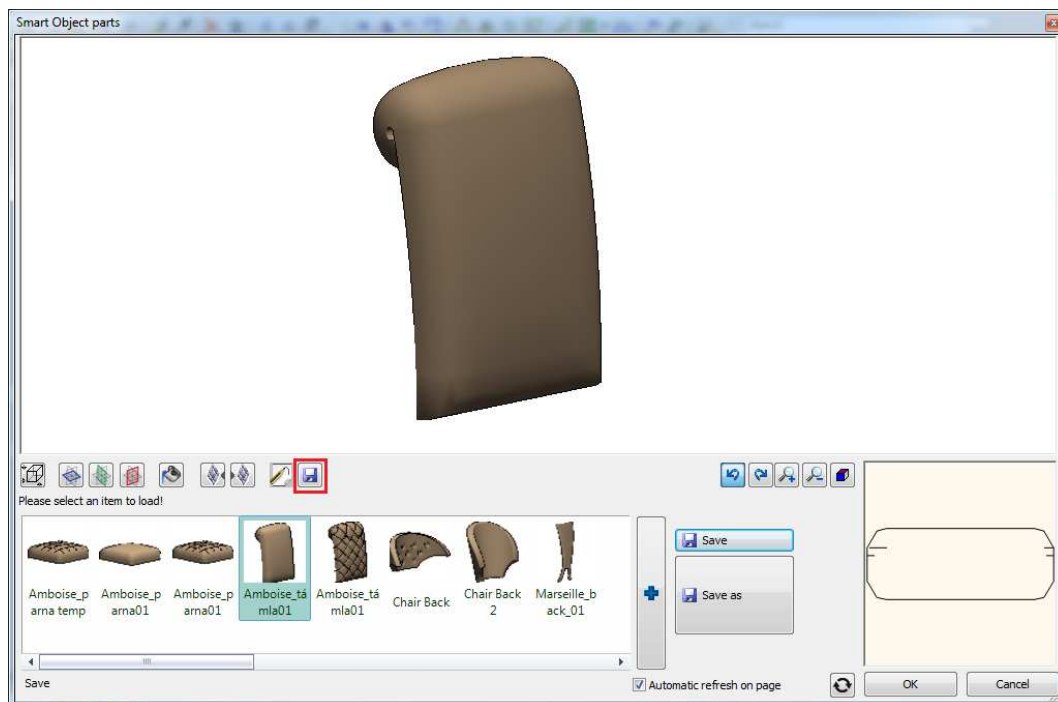 Smart Object parts
Please select an item to load!
Amboise_p
arna temp
Amboise_p
arna01
Amboise_p
arna01
Amboise_tá
mla01
Amboise_tá
mla01
Chair Back
Chair Back
2
Marseille_b
ack_01
Save
Save as
Save
Automatic refresh on page
OK
Cancel